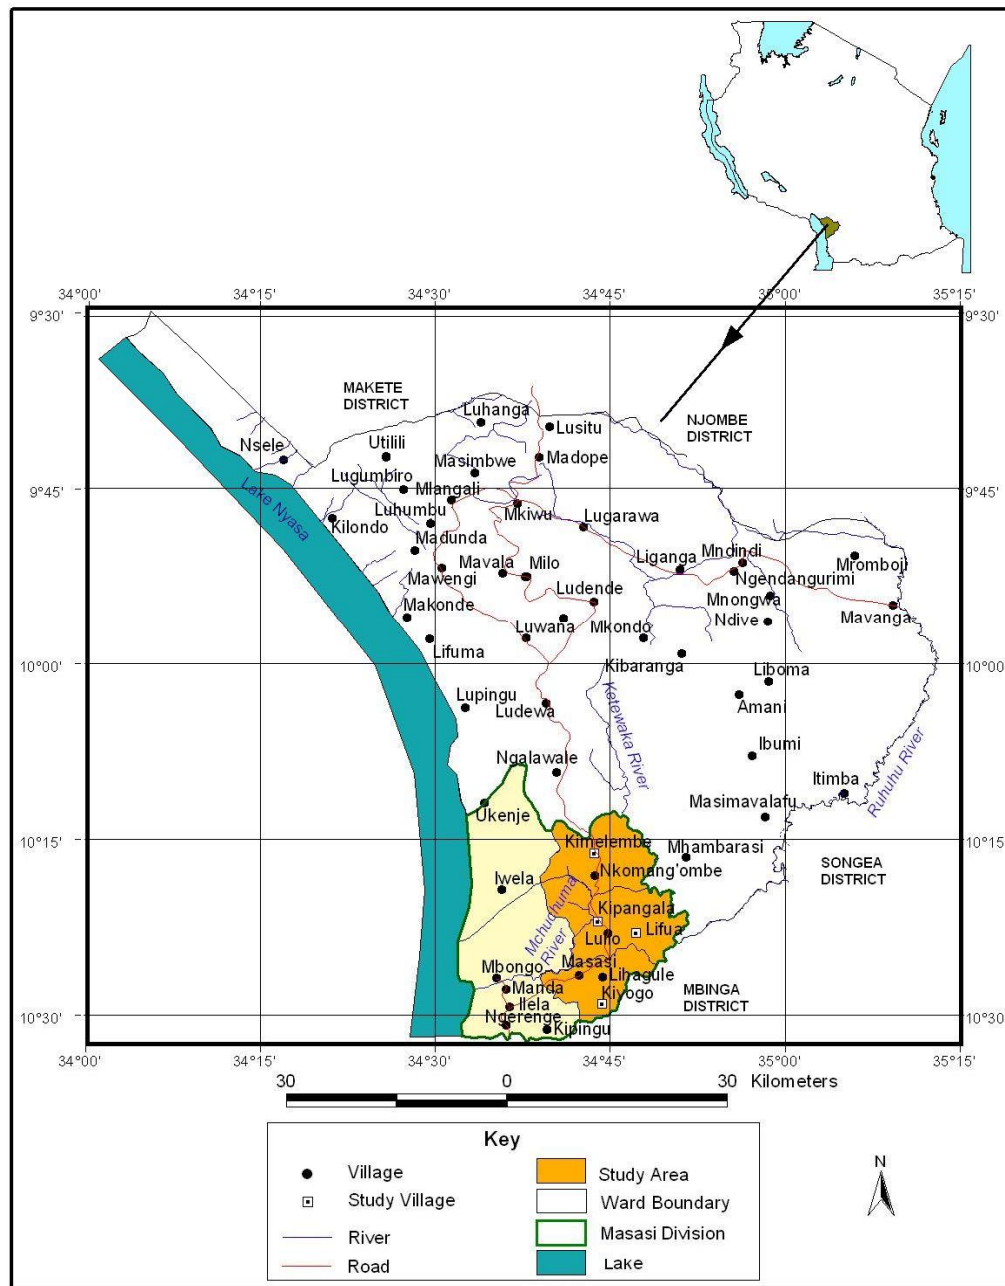 34°00'
34°15'
34°30'
34°45'
35°00'
35°15'
9°30'
9°30'
MAKETE
DISTRICT
Luhanga
Lusitu
NJOMBE
DISTRICT
Nsele
Utilili
Masimbwe
Madope
Lugumbiro
Mlangali
9°45'
9°45'
Lake Nyasa
Kilondo
Luhumbu
Mkiwu
Lugarawa
Madunda
Liganga
Mndindi
Mromboji
Mawengi
Mavala
Milo
Ngendangurimi
Ludende
Mnongwa
Makonde
Luwana
Mkondo
Ndive
Mavanga
Lifuma
Kibaranga
10°00'
10°00'
Liboma
Lupingu
Ludewa
Ketewaka River
Amani
Ngalawale
Ibumi
Itimba
Ruhuhu River
Ukenje
Masimavalafu
10°15'
10°15'
Kimelembe
Mhambarasi
Nkomang'ombe
SONGEA
DISTRICT
Iwela
Mchuchuma
River
Kipangala
Lifua
Masasi
Lihagule
Mbongo
Manda
Kiyogo
MBINGA
DISTRICT
Ilela
Ngerenge
Kipingu
10°30'
10°30'
34°00'
34°30'
34°45'
35°00'
35°15'
30
0
30
Kilometers
Key
Village
Study Area
Study Village
Ward Boundary
River
Masasi Division
Road
Lake
N